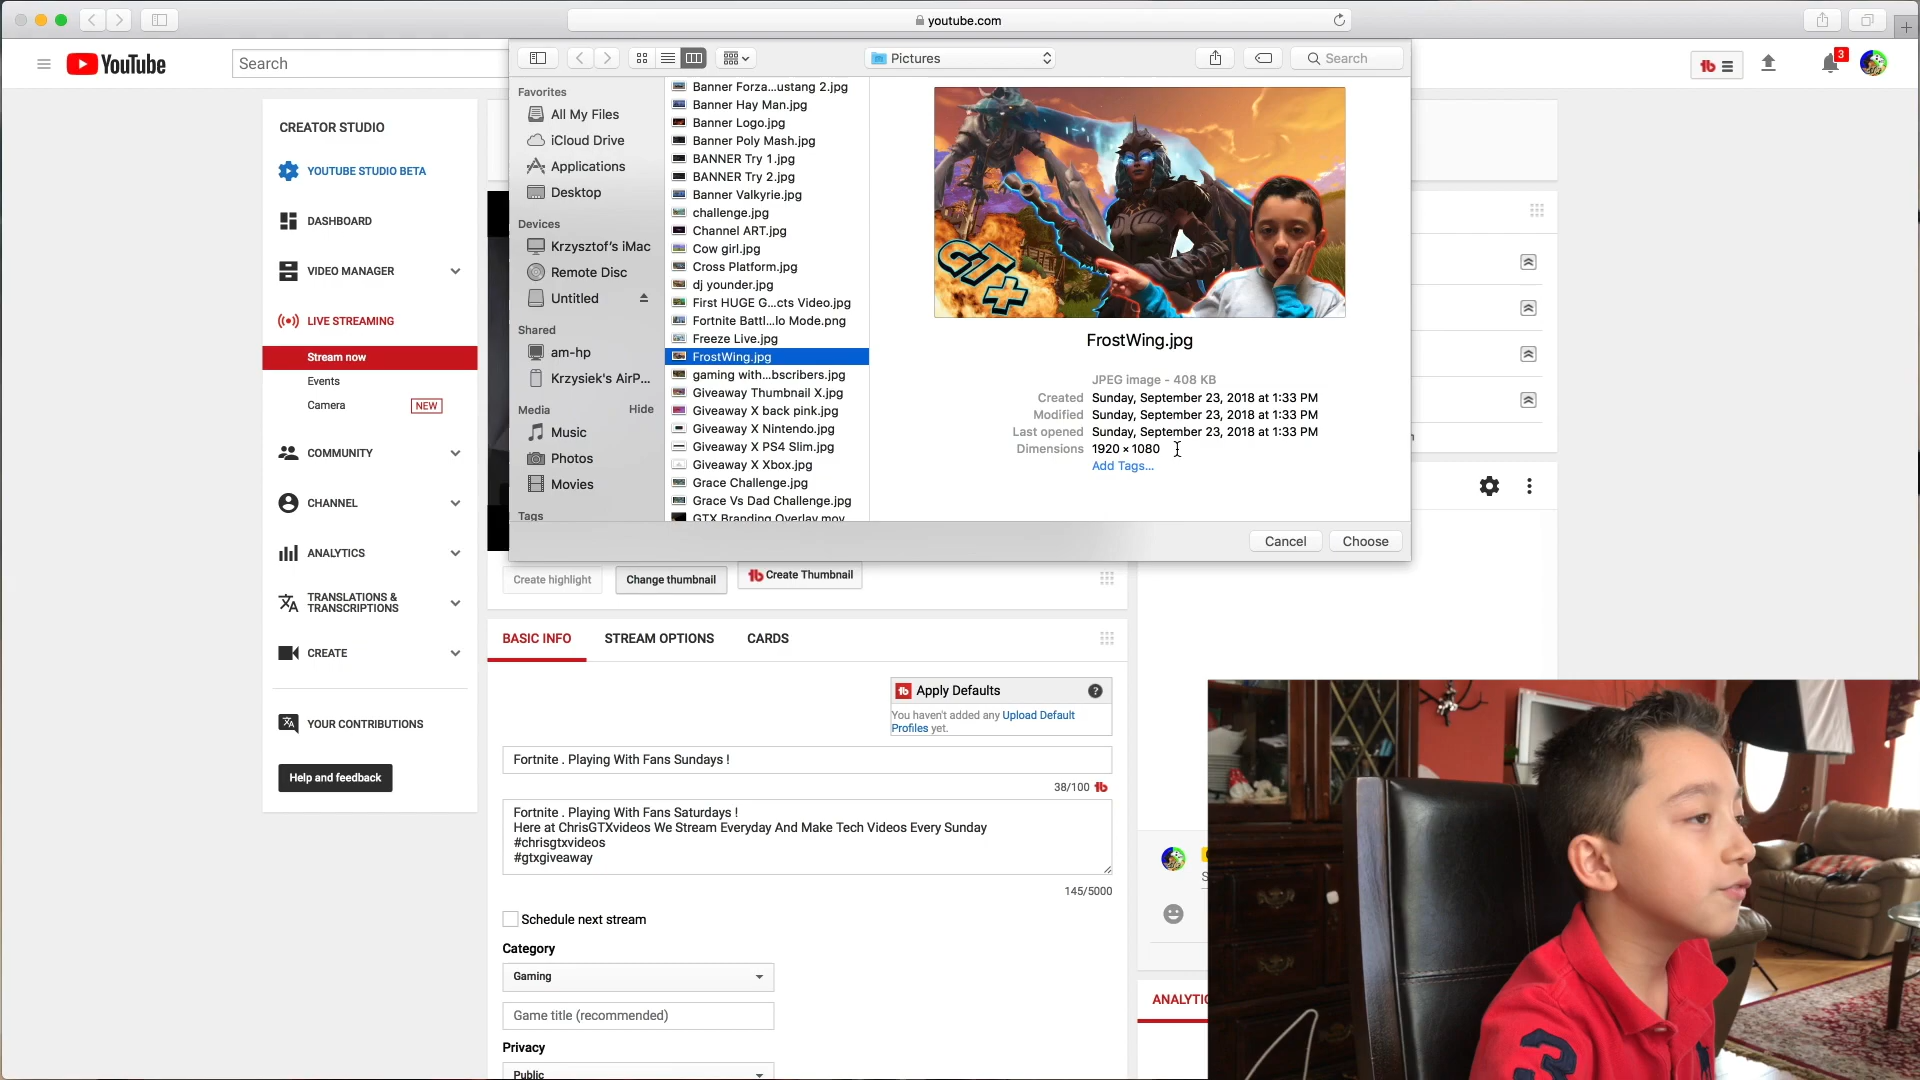 youtube.com
YouTube
Search
3
Pictures
Search
Favorites
All My Files
iCloud Drive
Applications
Desktop
Devices
Krzysztof's iMac
Remote Disc
Untitled
Shared
am-hp
Krzysiek's AirP...
Media
Hide
Music
Photos
Movies
Tags
Banner Forza...ustang 2.jpg
Banner Hay Man.jpg
Banner Logo.jpg
Banner Poly Mash.jpg
BANNER Try 1.jpg
BANNER Try 2.jpg
Banner Valkyrie.jpg
challenge.jpg
Channel ART.jpg
Cow girl.jpg
Cross Platform.jpg
dj younder.jpg
First HUGE G...cts Video.jpg
Fortnite Battl...lo Mode.png
Freeze Live.jpg
FrostWing.jpg
gaming with...bscribers.jpg
Giveaway Thumbnail X.jpg
Giveaway X back pink.jpg
Giveaway X Nintendo.jpg
Giveaway X PS4 Slim.jpg
Giveaway X Xbox.jpg
Grace Challenge.jpg
Grace Vs Dad Challenge.jpg
GTX Branding Overlay.mov
FrostWing.jpg
JPEG image - 408 KB
Created Sunday, September 23, 2018 at 1:33 PM
Modified Sunday, September 23, 2018 at 1:33 PM
Last opened Sunday, September 23, 2018 at 1:33 PM
Dimensions 1920 × 1080
Add Tags...
Cancel
Choose
CREATOR STUDIO
YOUTUBE STUDIO BETA
DASHBOARD
VIDEO MANAGER
LIVE STREAMING
Stream now
Events
Camera
NEW
COMMUNITY
CHANNEL
ANALYTICS
TRANSLATIONS &
TRANSCRIPTIONS
CREATE
YOUR CONTRIBUTIONS
Help and feedback
Create highlight
Change thumbnail
Create Thumbnail
BASIC INFO
STREAM OPTIONS
CARDS
Apply Defaults
?
You haven't added any Upload Default
Profiles yet.
Fortnite . Playing With Fans Sundays !
38/100
Fortnite . Playing With Fans Saturdays !
Here at ChrisGTXvideos We Stream Everyday And Make Tech Videos Every Sunday
#chrisgtxvideos
#gtxgiveaway
145/5000
Schedule next stream
Category
Gaming
Game title (recommended)
Privacy
Public
ANALYTIC
3